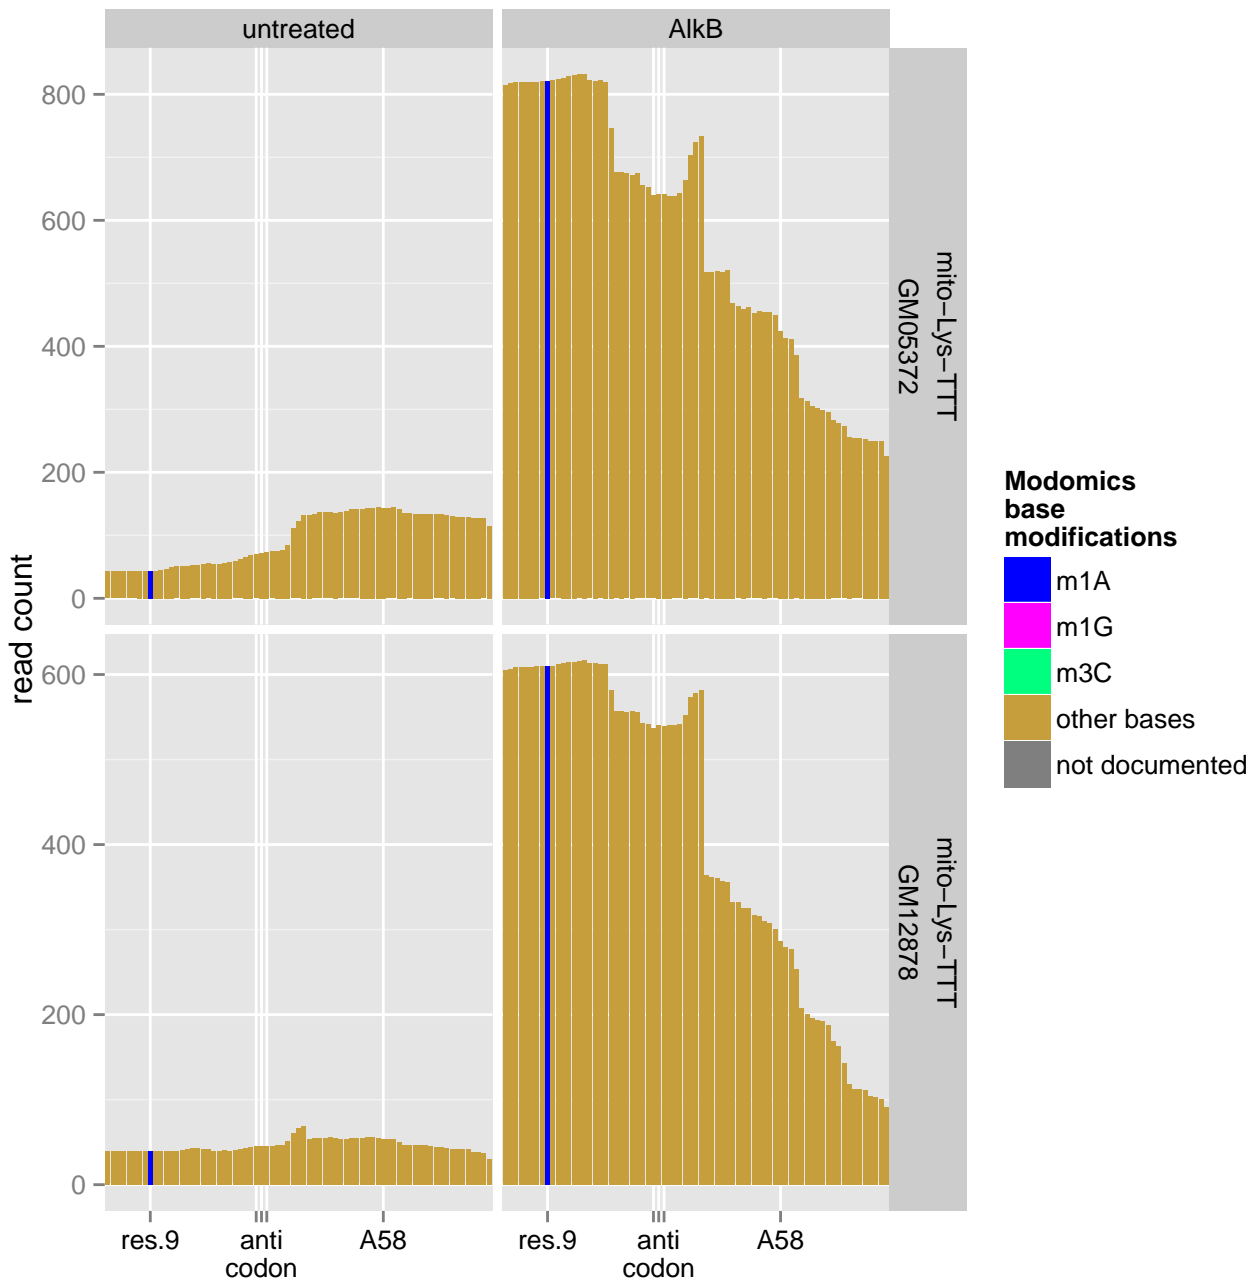 untreated
AlkB
800
600
400
200
0
mito−Lys−TTT
GM05372
600
400
200
0
mito−Lys−TTT
GM12878
read count
res.9
anti
codon
A58
res.9
anti
codon
A58
Modomics
base
modifications
m1A
m1G
m3C
other bases
not documented